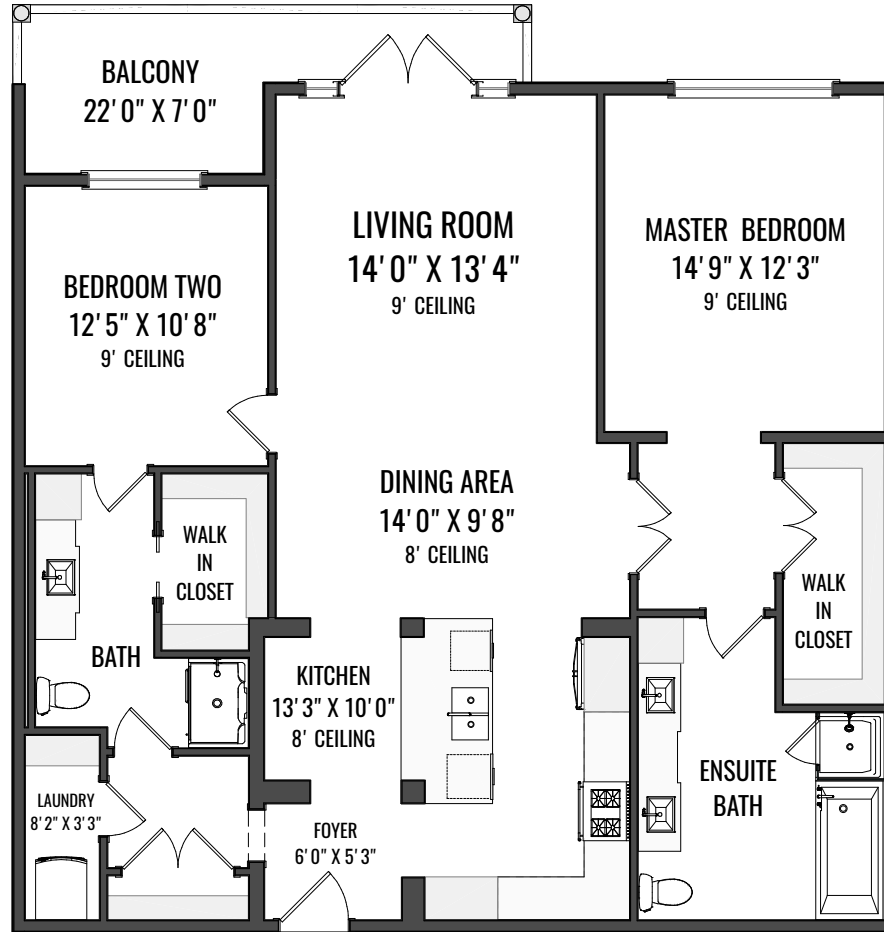 BALCONY
22'0" X 7'0"
LIVING ROOM
14'0" X 13'4"
9' CEILING
MASTER BEDROOM
14'9" X 12'3"
9' CEILING
BEDROOM TWO
12'5" X 10'8"
9' CEILING
DINING AREA
14'0" X 9'8"
8' CEILING
WALK
IN
CLOSET
WALK
IN
CLOSET
BATH
KITCHEN
13'3" X 10'0"
8' CEILING
ENSUITE
BATH
LAUNDRY
8'2" X 3'3"
FOYER
6'0" X 5'3"